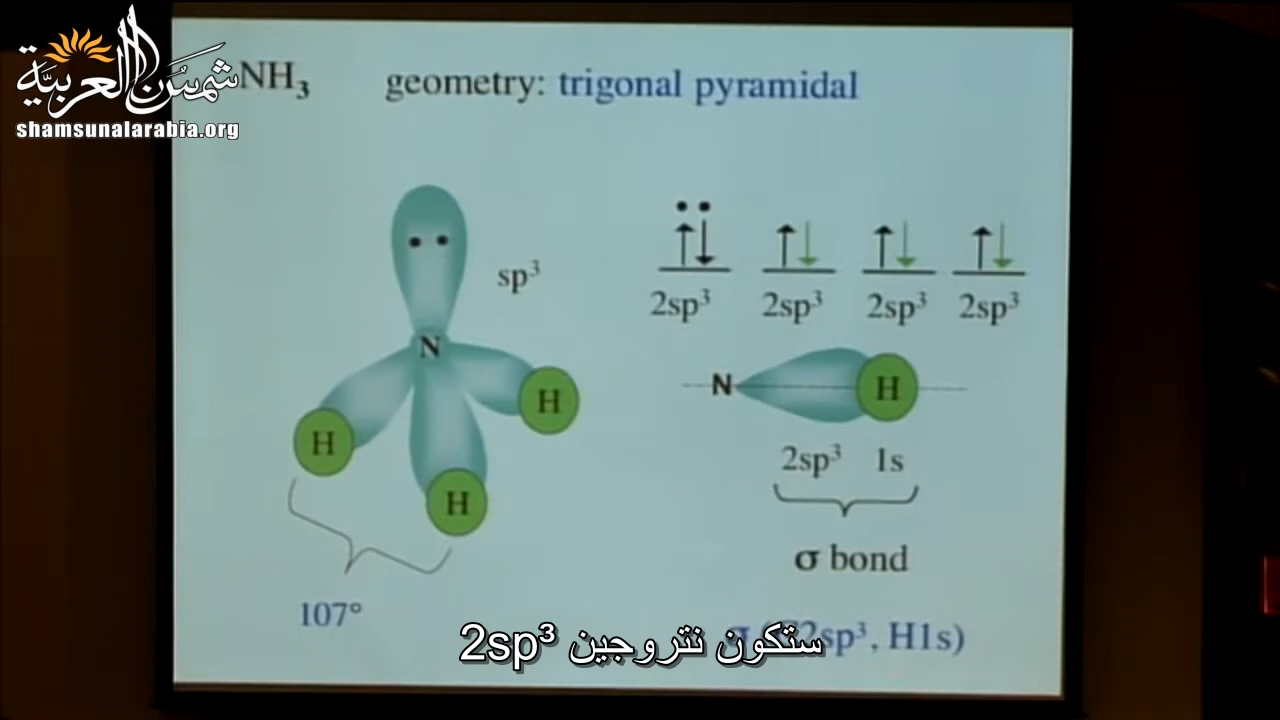 شمس العربية
shamsunalarabia.org
NH₃
geometry: trigonal pyramidal
sp³
2sp³ 2sp³ 2sp³ 2sp³
N
H
H
H
N H
2sp³ 1s
σ bond
107°
2sp³, H1s)
ستكون نتروجين 2sp³